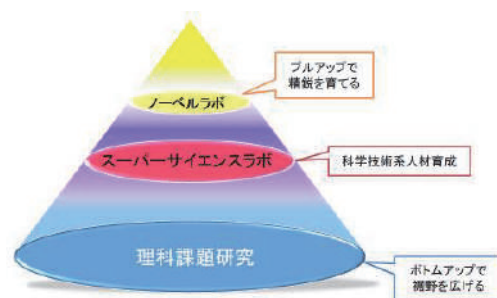 プルアップで
精鋭を育てる
ノーベルラボ
スーパーサイエンスラボ
科学技術系人材育成
理科課題研究
ボトムアップで
裾野を広げる